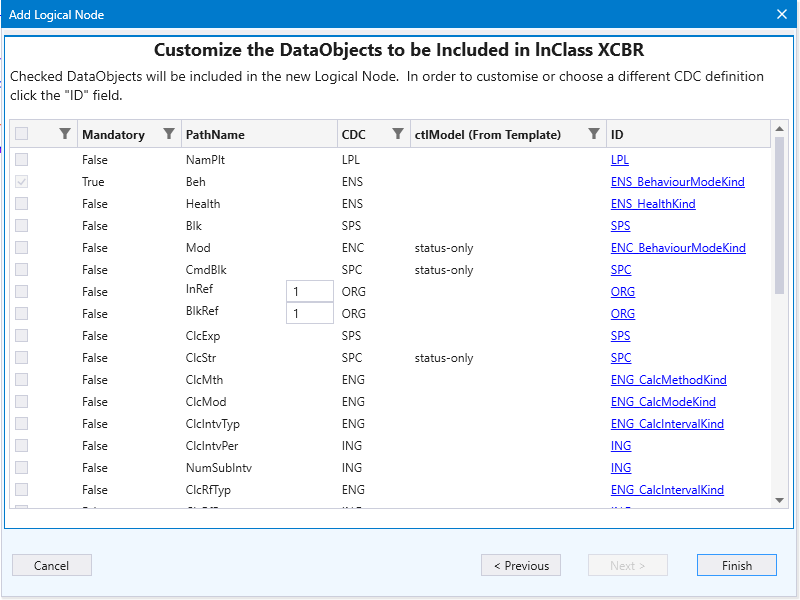 Add Logical Node
Customize the DataObjects to be Included in lnClass XCBR
Checked DataObjects will be included in the new Logical Node.  In order to customise or choose a different CDC definition
click the "ID" field.
Mandatory PathName CDC ctlModel (From Template) ID
False NamPlt LPL LPL
True Beh ENS ENS_BehaviourModeKind
False Health ENS ENS_HealthKind
False Blk SPS SPS
False Mod ENC status-only ENC_BehaviourModeKind
False CmdBlk SPC status-only SPC
False InRef 1 ORG ORG
False BlkRef 1 ORG ORG
False ClcExp SPS SPS
False ClcStr SPC status-only SPC
False ClcMth ENG ENG_CalcMethodKind
False ClcMod ENG ENG_CalcModeKind
False ClcIntvTyp ENG ENG_CalcIntervalKind
False ClcIntvPer ING ING
False NumSubIntv ING ING
False ClcRfTyp ENG ENG_CalcIntervalKind
Cancel < Previous Next > Finish